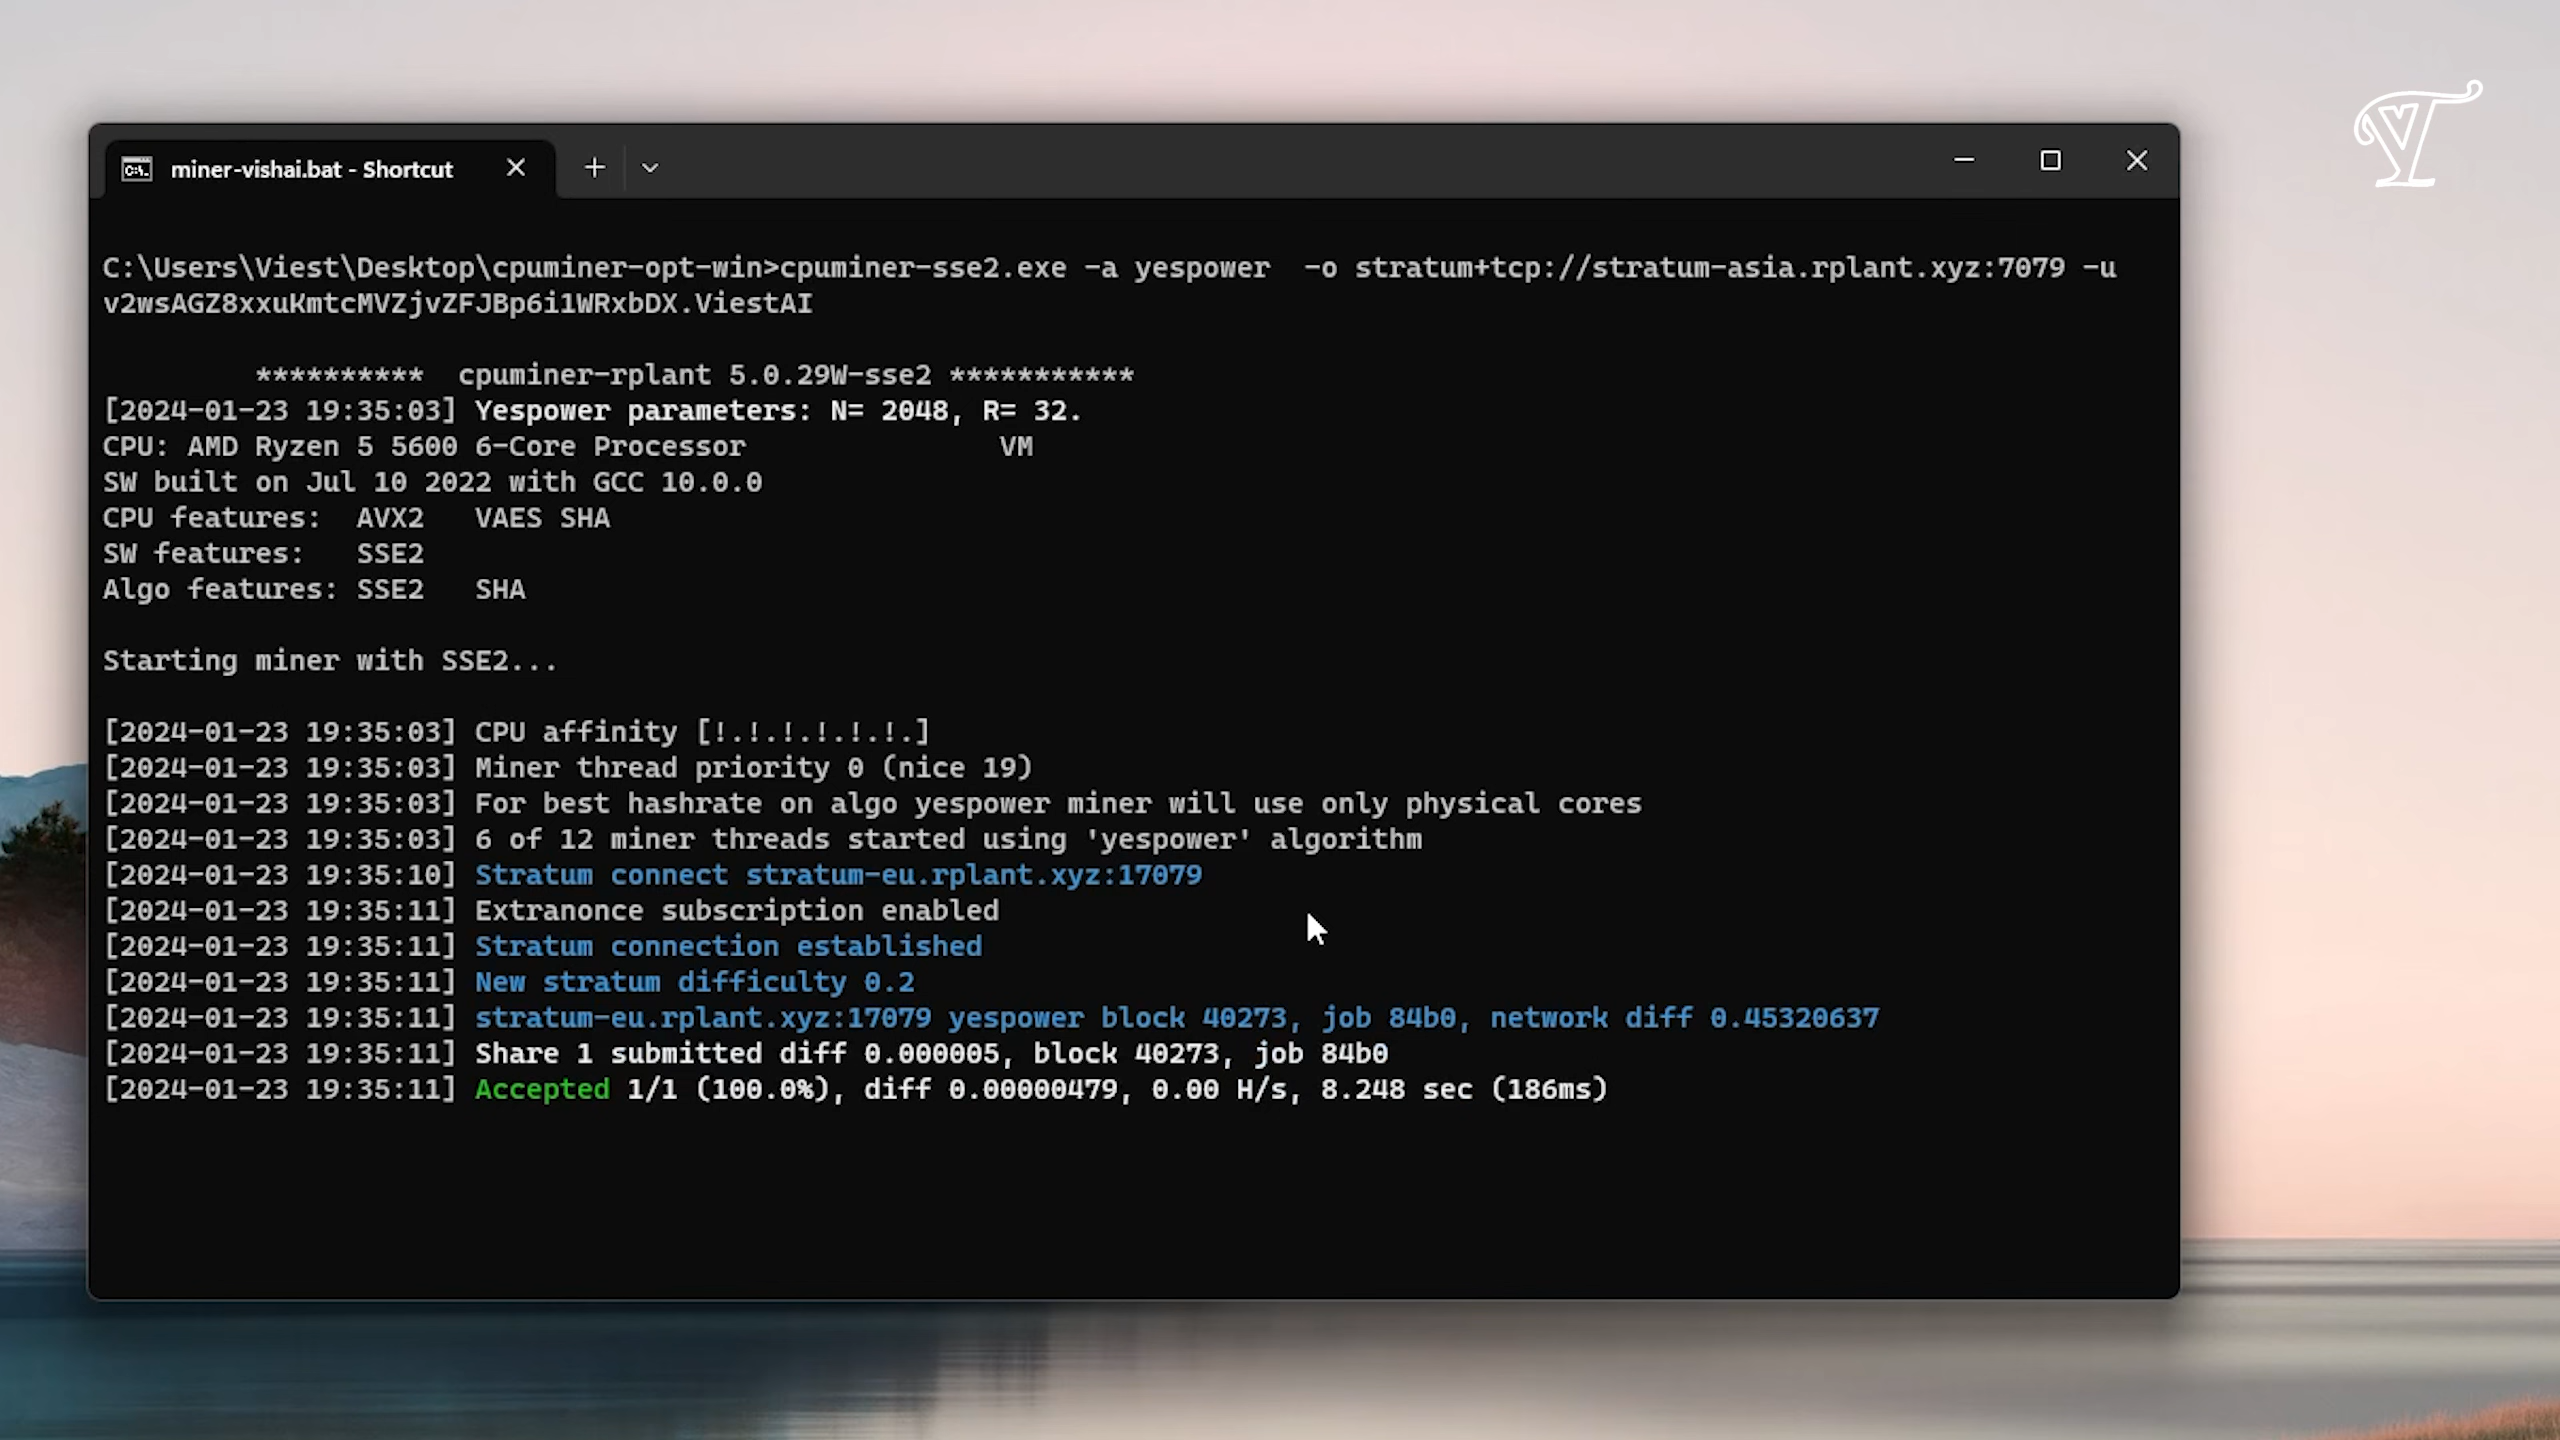 miner-vishai.bat - Shortcut
C:\Users\Viest\Desktop\cpuminer-opt-win>cpuminer-sse2.exe -a yespower  -o stratum+tcp://stratum-asia.rplant.xyz:7079 -u
v2wsAGZ8xxuKmtcMVZjvZFJBp6i1WRxbDX.ViestAI
********** cpuminer-rplant 5.0.29W-sse2 ***********
[2024-01-23 19:35:03] Yespower parameters: N= 2048, R= 32.
CPU: AMD Ryzen 5 5600 6-Core Processor VM
SW built on Jul 10 2022 with GCC 10.0.0
CPU features: AVX2 VAES SHA
SW features: SSE2
Algo features: SSE2 SHA
Starting miner with SSE2...
[2024-01-23 19:35:03] CPU affinity [!.!.!.!.!.!.]
[2024-01-23 19:35:03] Miner thread priority 0 (nice 19)
[2024-01-23 19:35:03] For best hashrate on algo yespower miner will use only physical cores
[2024-01-23 19:35:03] 6 of 12 miner threads started using 'yespower' algorithm
[2024-01-23 19:35:10] Stratum connect stratum-eu.rplant.xyz:17079
[2024-01-23 19:35:11] Extranonce subscription enabled
[2024-01-23 19:35:11] Stratum connection established
[2024-01-23 19:35:11] New stratum difficulty 0.2
[2024-01-23 19:35:11] stratum-eu.rplant.xyz:17079 yespower block 40273, job 84b0, network diff 0.45320637
[2024-01-23 19:35:11] Share 1 submitted diff 0.000005, block 40273, job 84b0
[2024-01-23 19:35:11] Accepted 1/1 (100.0%), diff 0.00000479, 0.00 H/s, 8.248 sec (186ms)